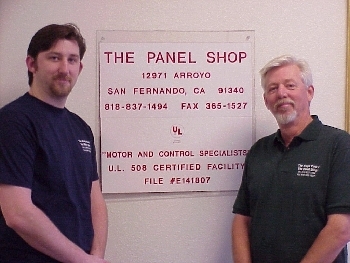 THE PANEL SHOP
12971 ARROYO
SAN FERNANDO, CA 91340
818-837-1494 FAX 365-1527
UL
"MOTOR AND CONTROL SPECIALISTS"
U.L. 508 CERTIFIED FACILITY
FILE #E141807